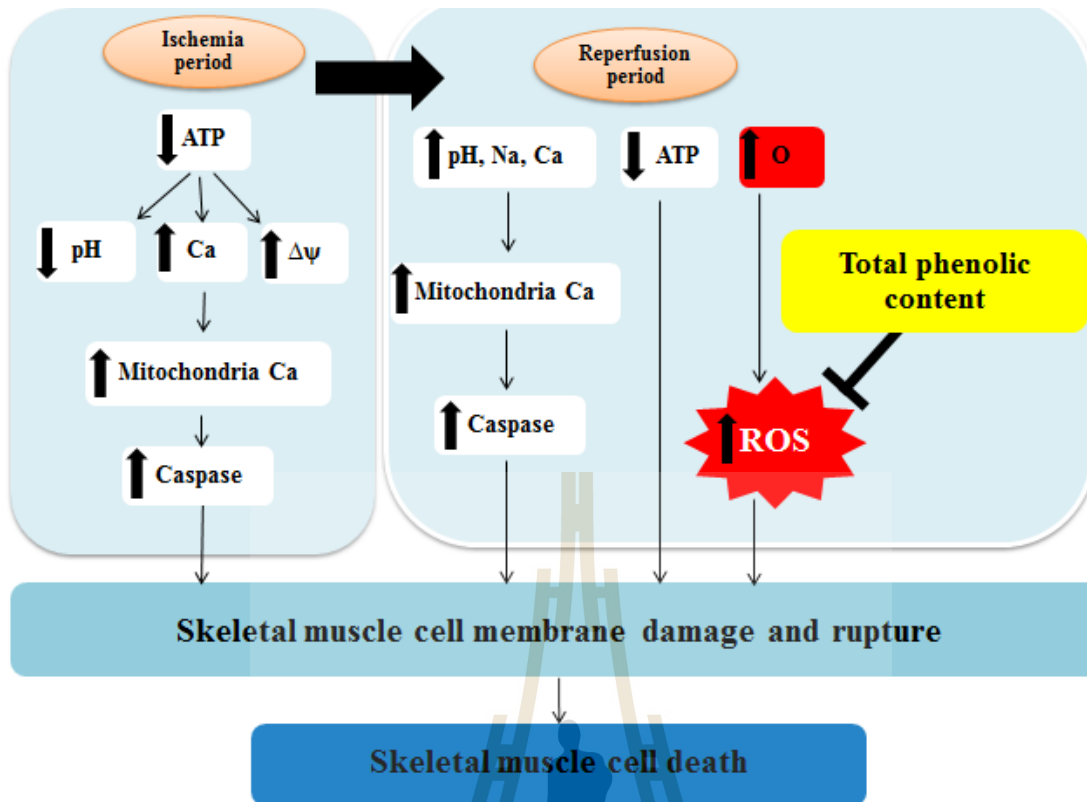 Ischemia
period
Reperfusion
period
ATP
pH, Na, Ca
ATP
O
pH
Ca
Δψ
Total phenolic
content
Mitochondria Ca
Mitochondria Ca
Caspase
ROS
Caspase
Skeletal muscle cell membrane damage and rupture
Skeletal muscle cell death